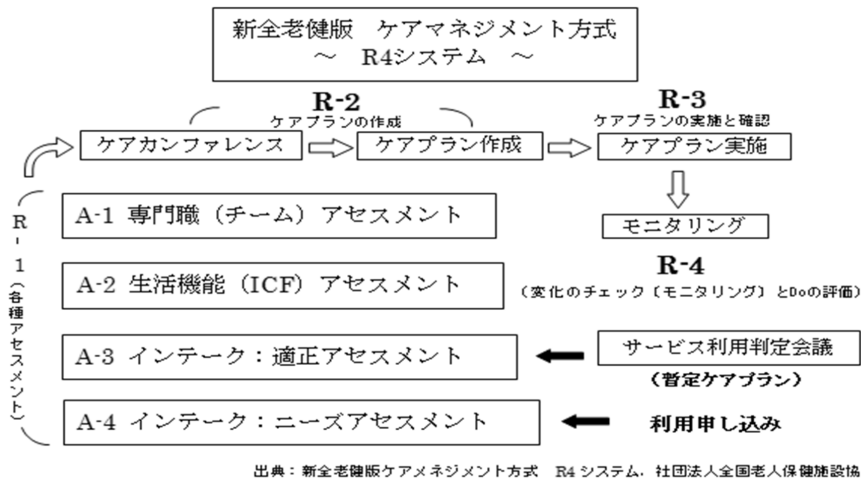 新全老健版　ケアマネジメント方式
～　R4システム　～
R-2
ケアプランの作成
R-3
ケアプランの実施と確認
ケアカンファレンス
ケアプラン作成
ケアプラン実施
モニタリング
R-4
(変化のチェック〔モニタリング〕とDoの評価)
R-1(各種アセスメント)
A-1 専門職（チーム）アセスメント
A-2 生活機能（ICF）アセスメント
A-3 インテーク：適正アセスメント
サービス利用判定会議
（暫定ケアプラン）
A-4 インテーク：ニーズアセスメント
利用申し込み
出典：新全老健版ケアメネジメント方式　R4システム．社団法人全国老人保健施設協